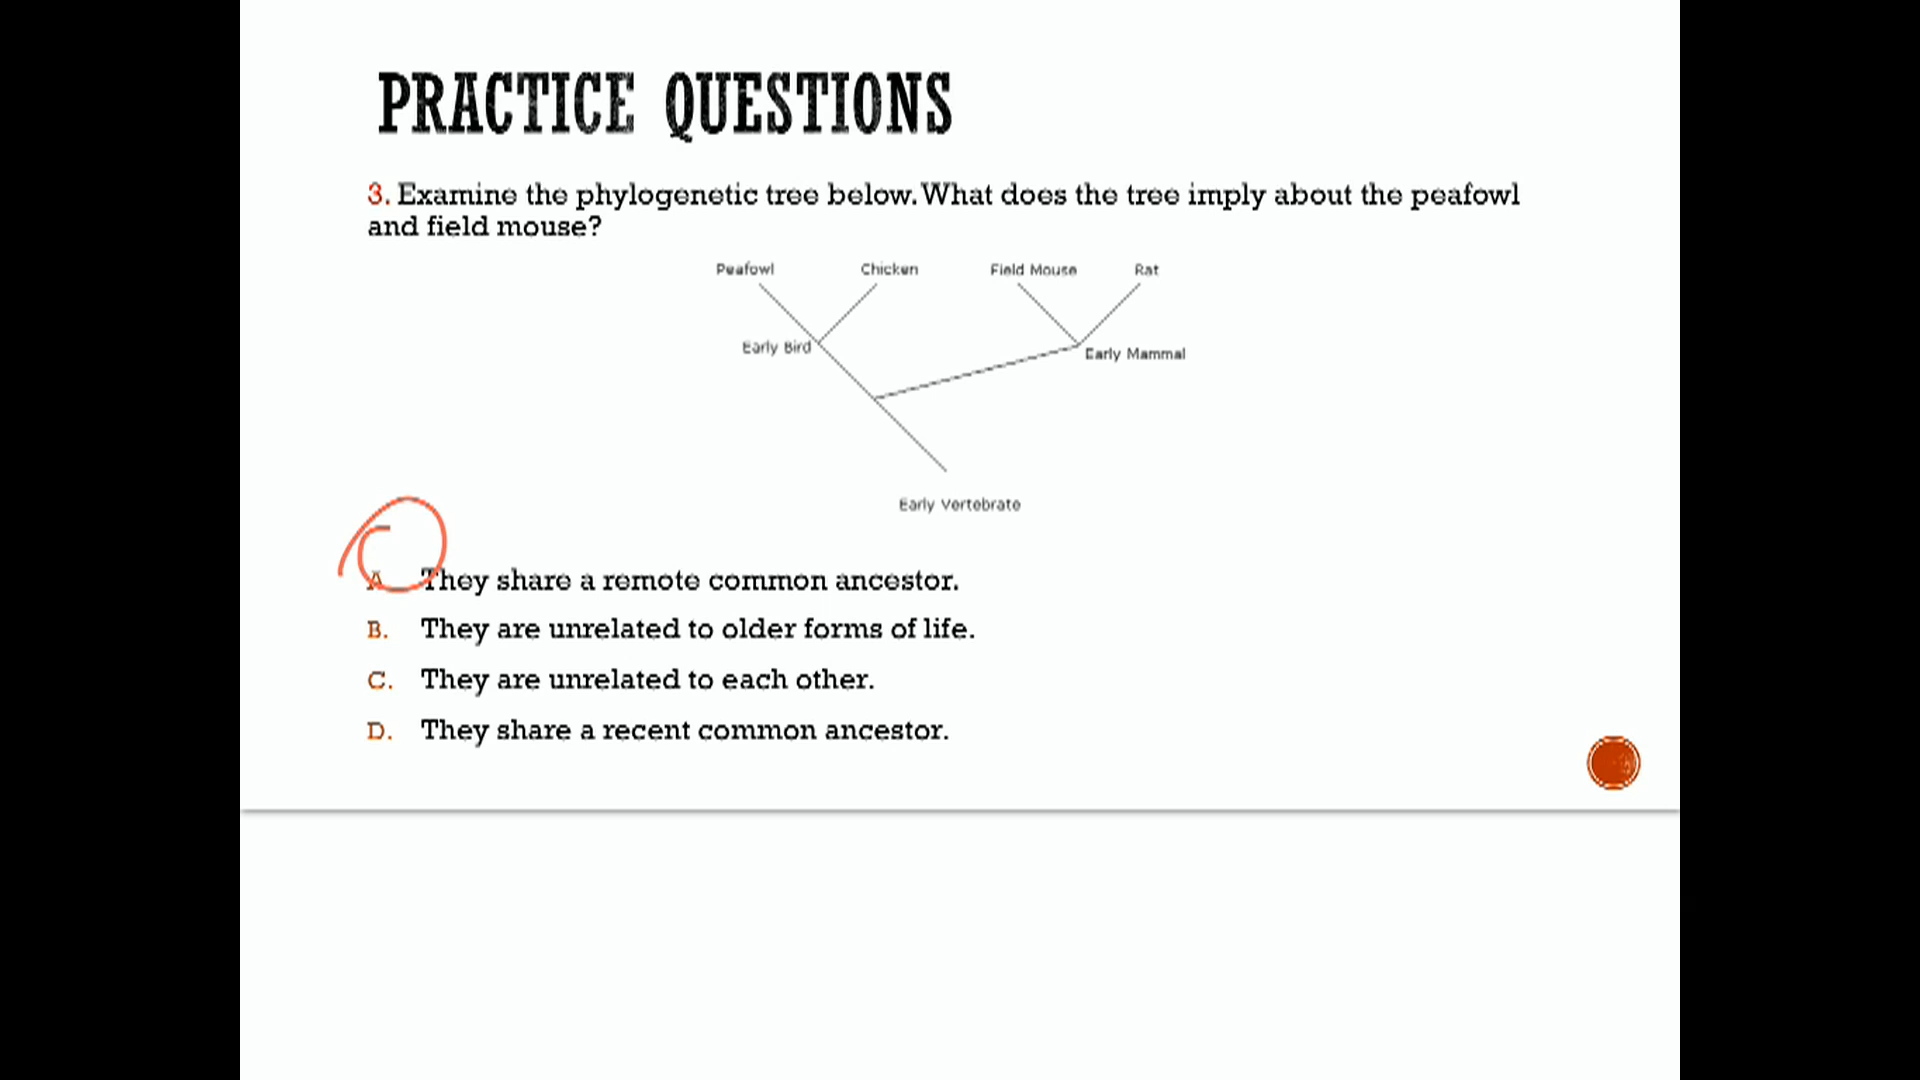 PRACTICE QUESTIONS
3. Examine the phylogenetic tree below. What does the tree imply about the peafowl
and field mouse?
Peafowl Chicken Field Mouse Rat
Early Bird
Early Mammal
Early Vertebrate
A. They share a remote common ancestor.
B. They are unrelated to older forms of life.
C. They are unrelated to each other.
D. They share a recent common ancestor.